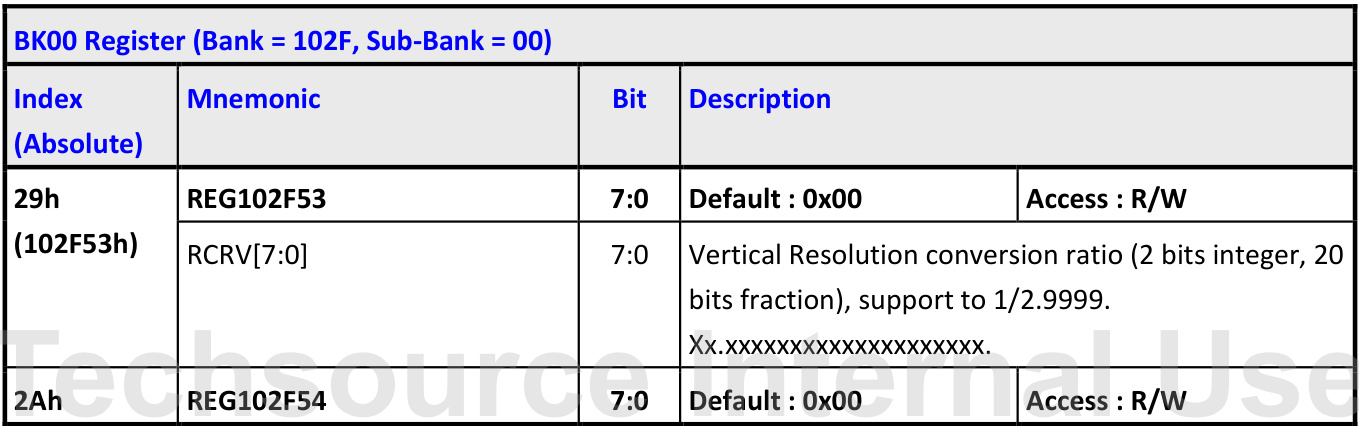 BK00 Register (Bank = 102F, Sub-Bank = 00)
Index (Absolute) Mnemonic Bit Description
29h (102F53h) REG102F53 7:0 Default : 0x00 Access : R/W
RCRV[7:0] 7:0 Vertical Resolution conversion ratio (2 bits integer, 20
bits fraction), support to 1/2.9999.
Xx.xxxxxxxxxxxxxxxxxxxx.
2Ah REG102F54 7:0 Default : 0x00 Access : R/W
Techsource Internal Use